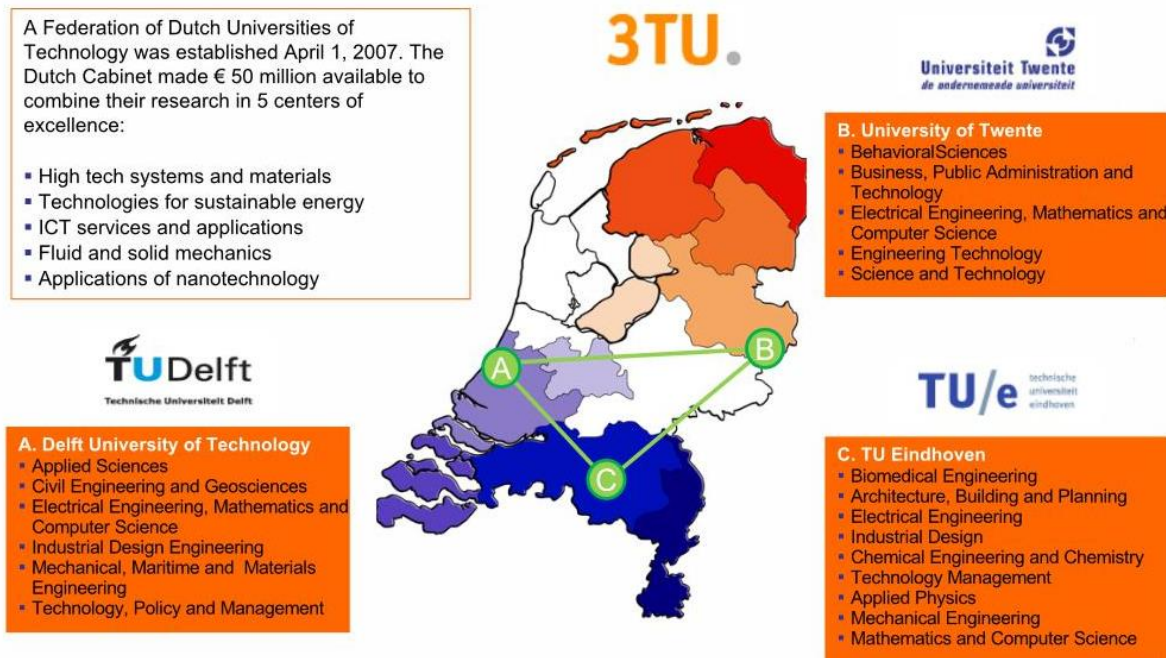 A Federation of Dutch Universities of
Technology was established April 1, 2007. The
Dutch Cabinet made € 50 million available to
combine their research in 5 centers of
excellence:
▪ High tech systems and materials
▪ Technologies for sustainable energy
▪ ICT services and applications
▪ Fluid and solid mechanics
▪ Applications of nanotechnology
3TU.
Universiteit Twente
de ondernemende universiteit
B. University of Twente
▪ BehavioralSciences
▪ Business, Public Administration and
Technology
▪ Electrical Engineering, Mathematics and
Computer Science
▪ Engineering Technology
▪ Science and Technology
TUDelft
Technische Universiteit Delft
A. Delft University of Technology
▪ Applied Sciences
▪ Civil Engineering and Geosciences
▪ Electrical Engineering, Mathematics and
Computer Science
▪ Industrial Design Engineering
▪ Mechanical, Maritime and Materials
Engineering
▪ Technology, Policy and Management
A
B
C
TU/e
technische
universiteit
eindhoven
C. TU Eindhoven
▪ Biomedical Engineering
▪ Architecture, Building and Planning
▪ Electrical Engineering
▪ Industrial Design
▪ Chemical Engineering and Chemistry
▪ Technology Management
▪ Applied Physics
▪ Mechanical Engineering
▪ Mathematics and Computer Science